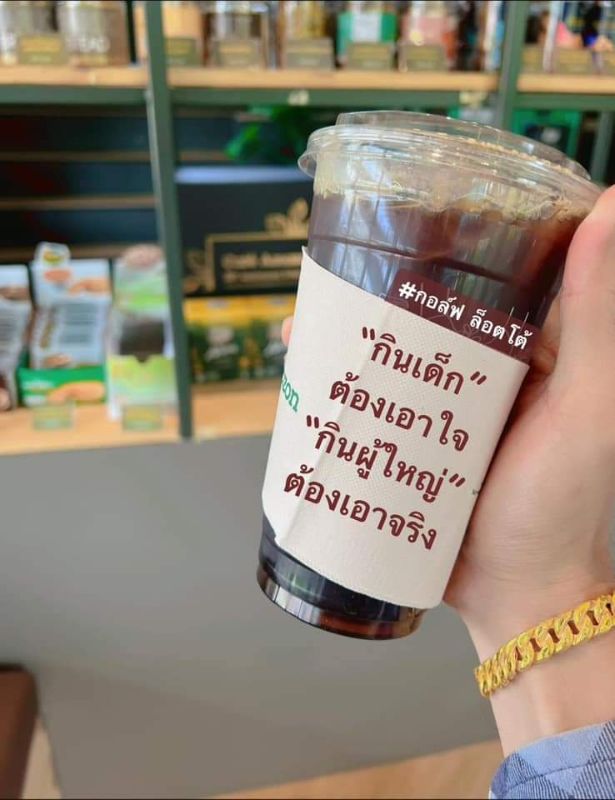 #กอล์ฟ ล็อตโต้
"กินเด็ก"
ต้องเอาใจ
"กินผู้ใหญ่"
ต้องเอาจริง
zon